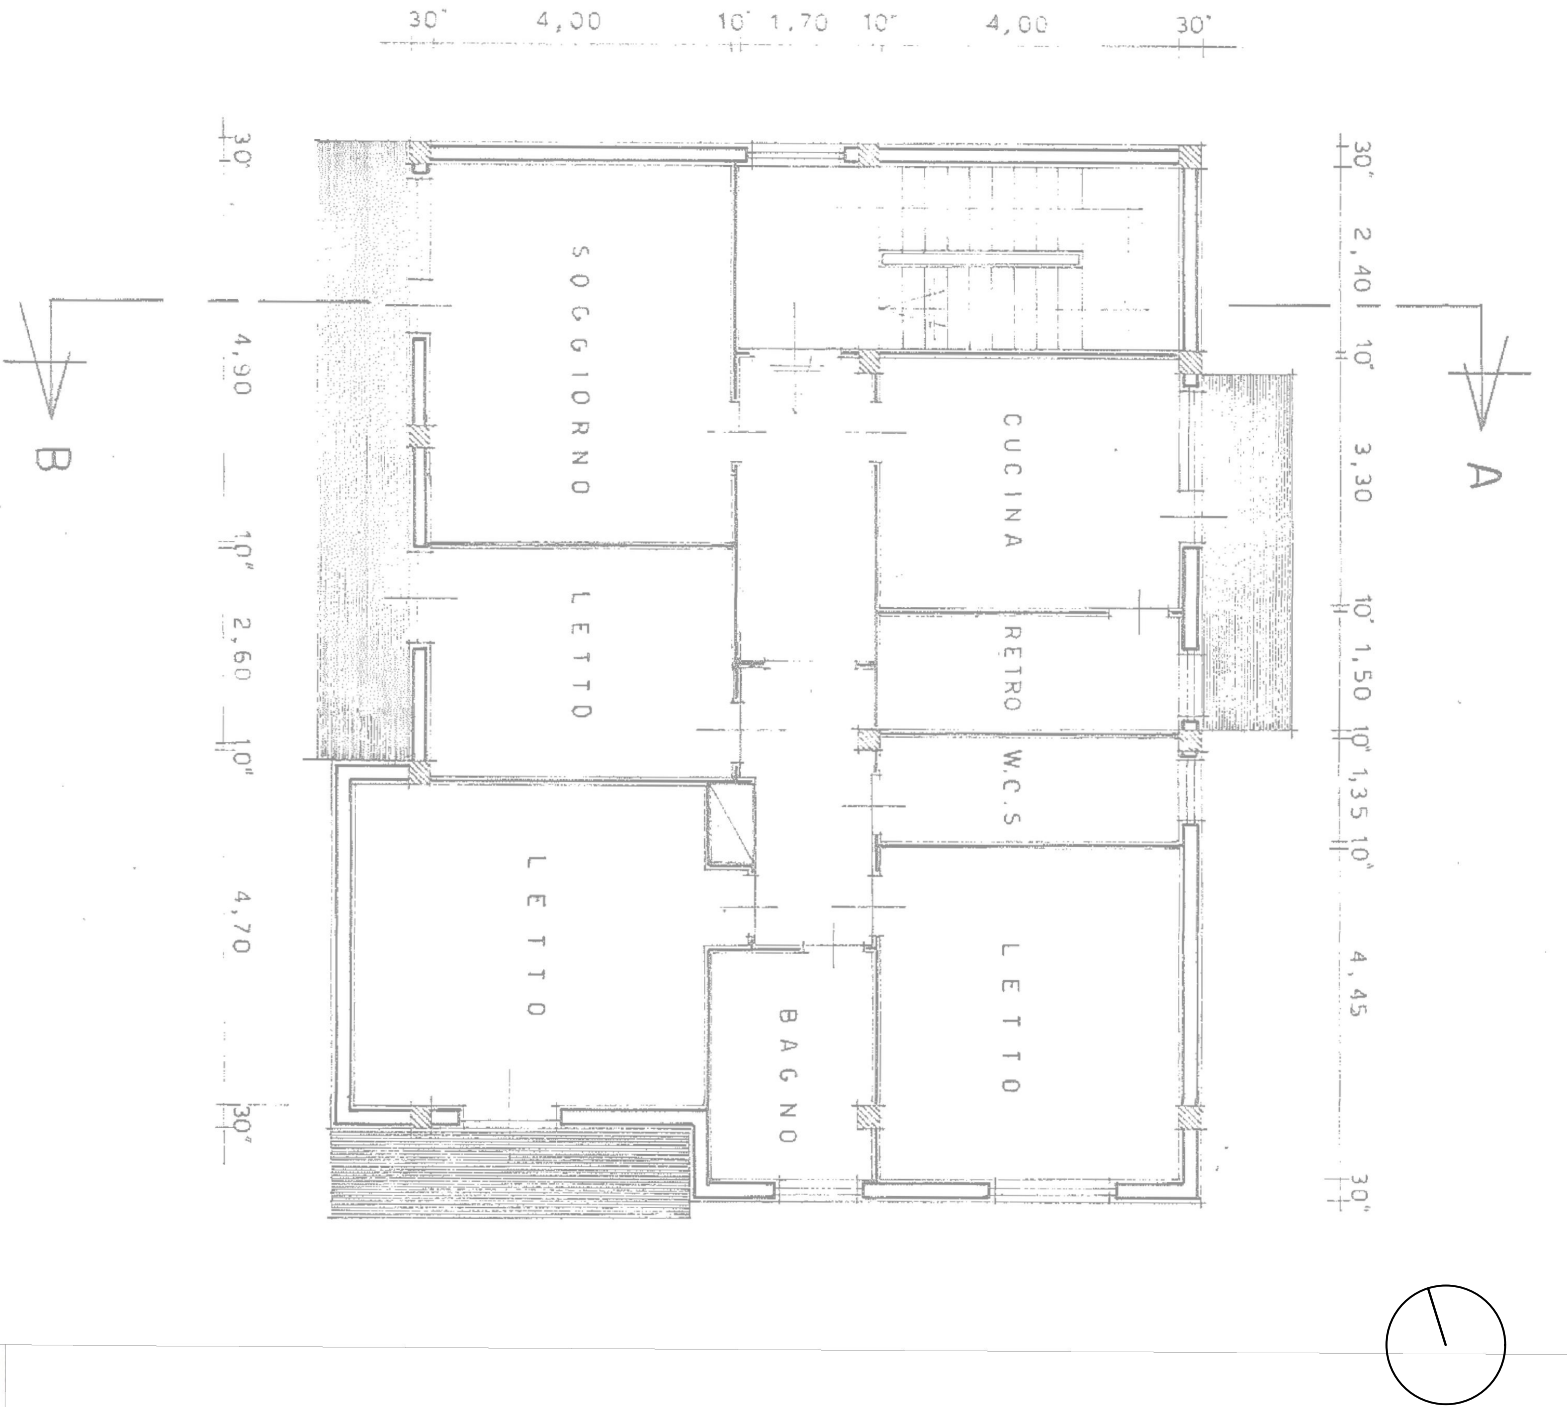 30" 4,00 10" 1,70 10" 4,00 30"
30"
4,90
10"
2,60
10"
4,70
30"
30"
2,40
10"
3,30
10"
1,50
10"
1,35
10"
4,45
30"
B
A
SOGGIORNO
CUCINA
LETTO
RETRO
W.C.S
LETTO
LETTO
BAGNO